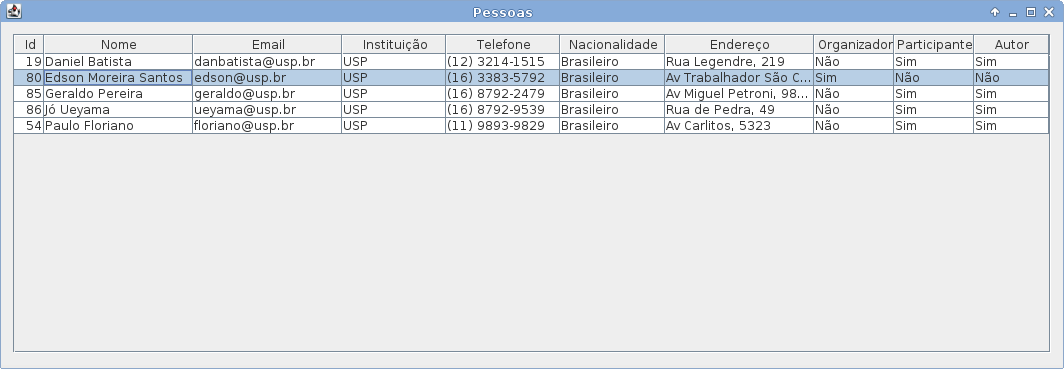 Pessoas
Id Nome Email Instituição Telefone Nacionalidade Endereço Organizador Participante Autor
19 Daniel Batista danbatista@usp.br USP (12) 3214-1515 Brasileiro Rua Legendre, 219 Não Sim Sim
80 Edson Moreira Santos edson@usp.br USP (16) 3383-5792 Brasileiro Av Trabalhador São C... Sim Não Não
85 Geraldo Pereira geraldo@usp.br USP (16) 8792-2479 Brasileiro Av Miguel Petroni, 98... Não Sim Sim
86 Jó Ueyama ueyama@usp.br USP (16) 8792-9539 Brasileiro Rua de Pedra, 49 Não Sim Sim
54 Paulo Floriano floriano@usp.br USP (11) 9893-9829 Brasileiro Av Carlitos, 5323 Não Sim Sim